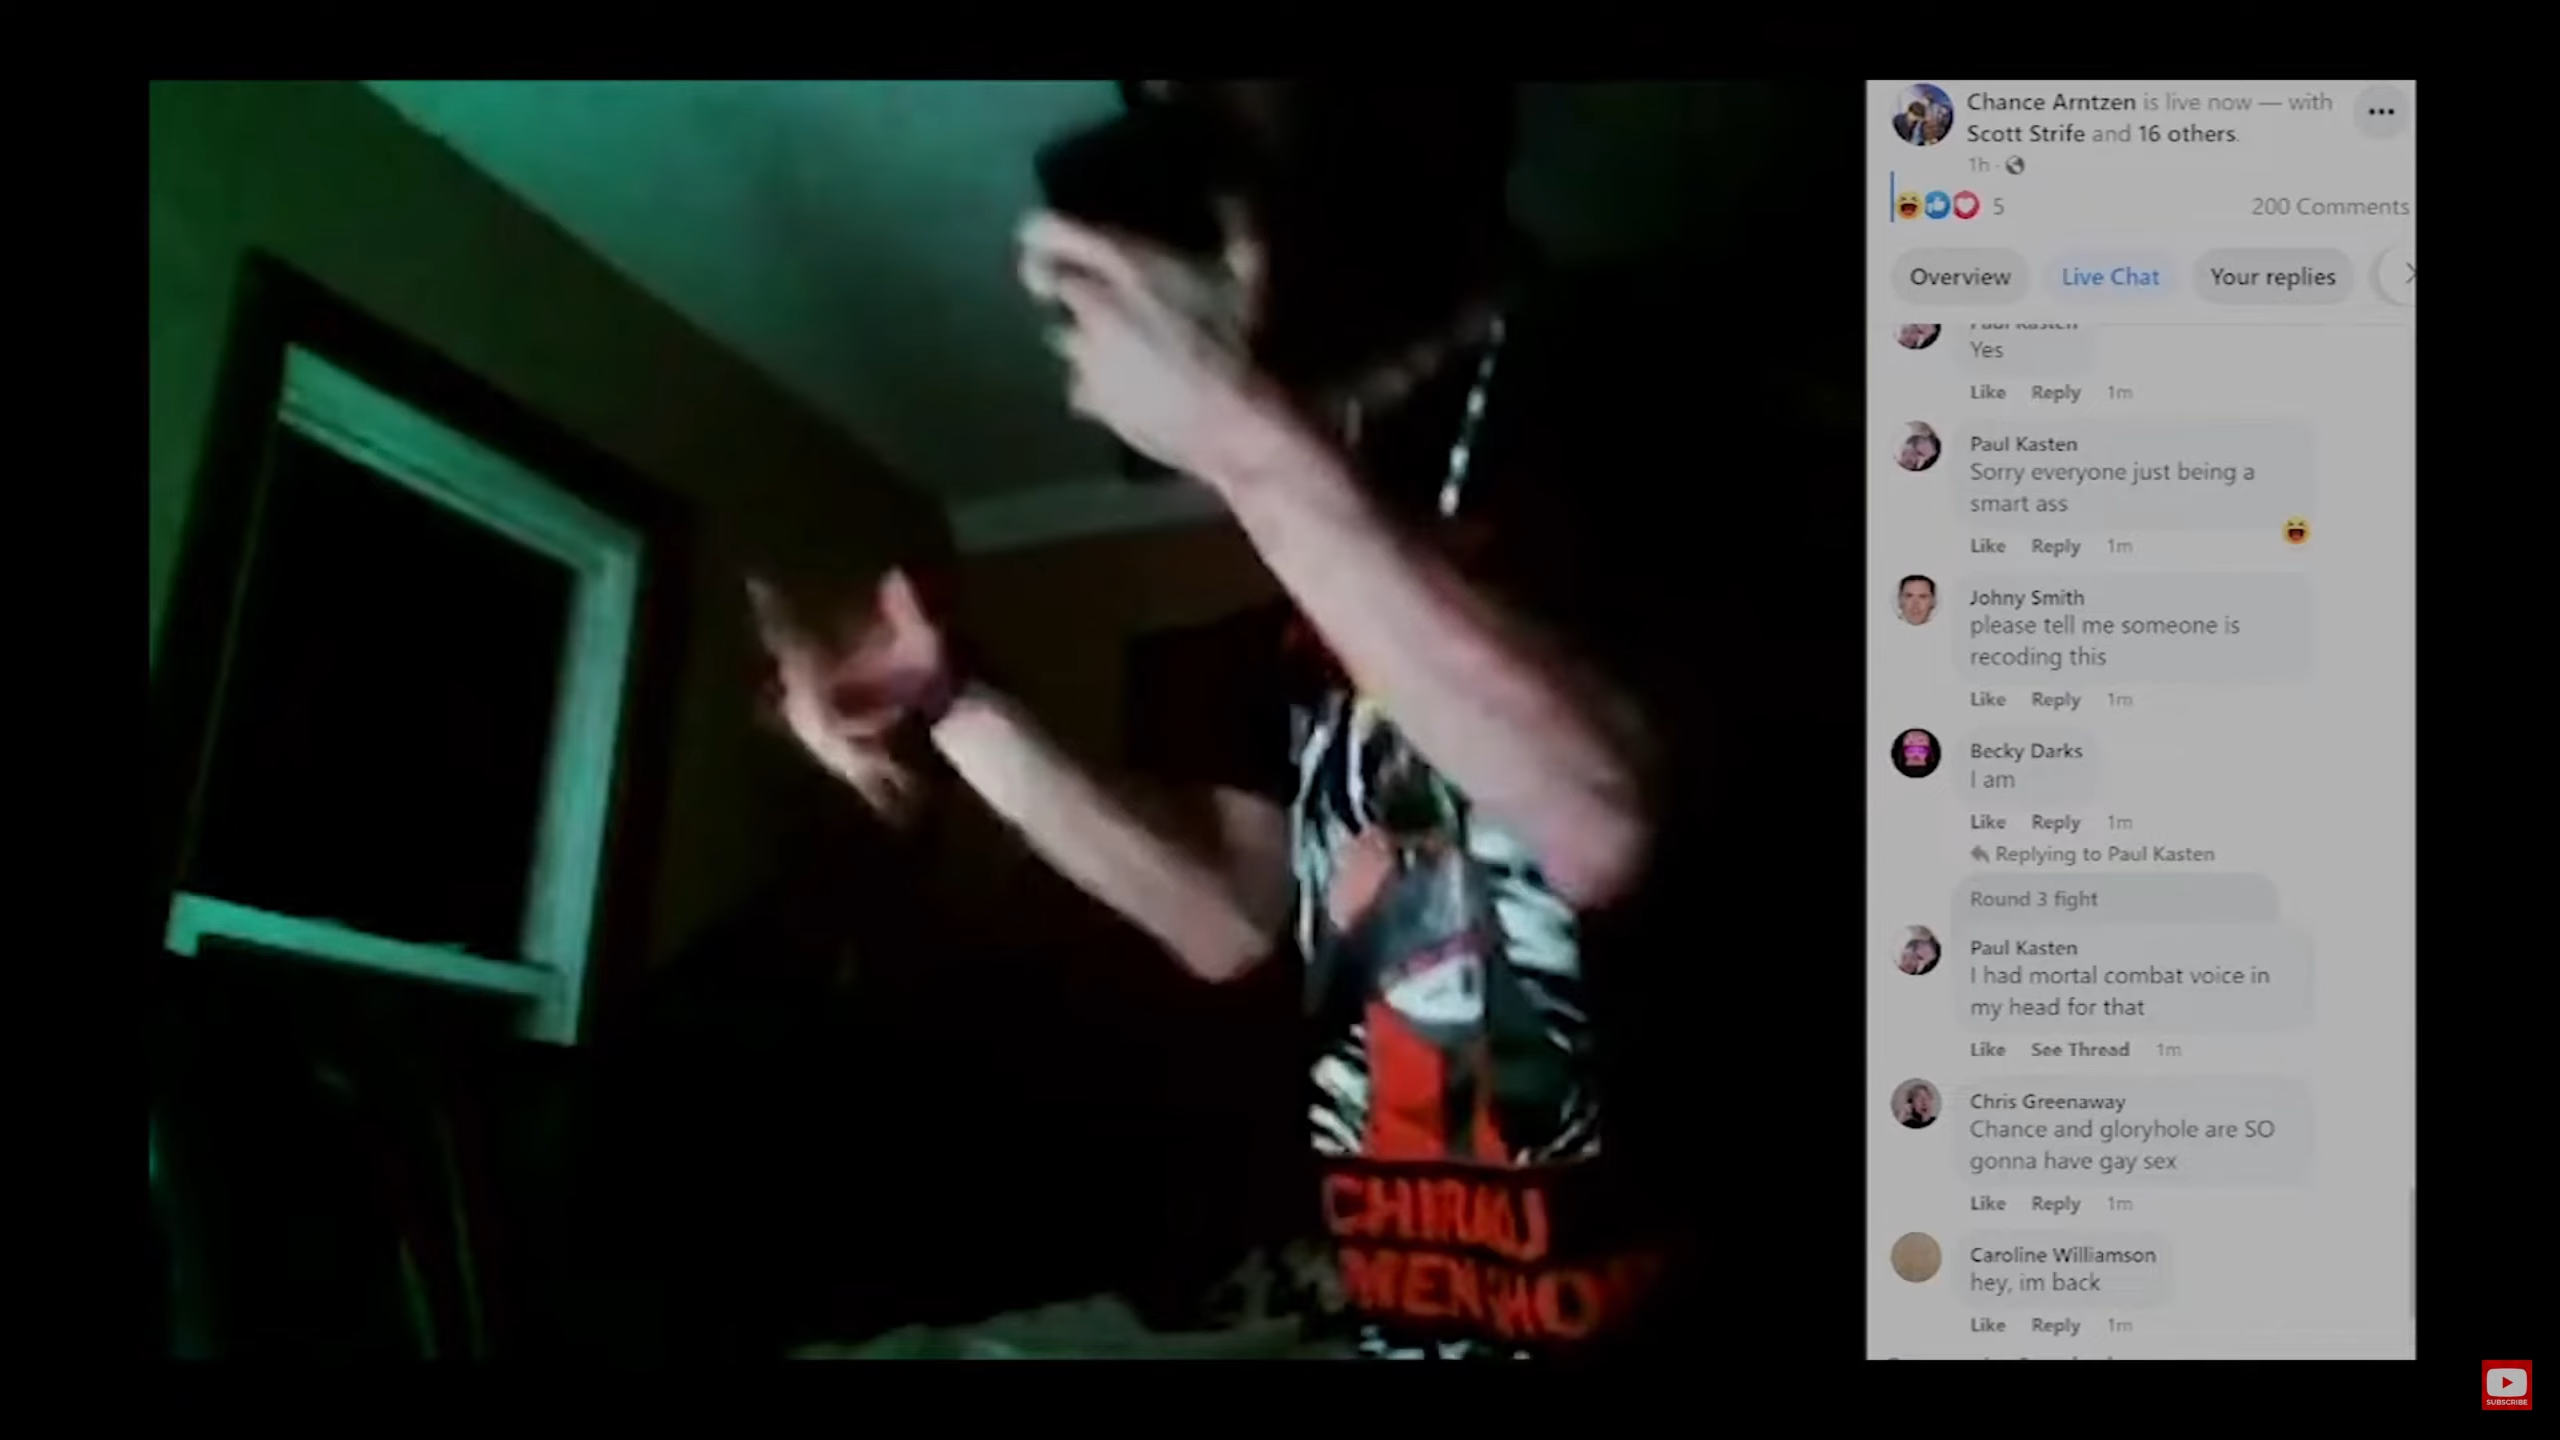 Chance Arntzen is live now — with
Scott Strife and 16 others.
1h ·
5
200 Comments
Overview
Live Chat
Your replies
Paul Kasten
Yes
Like Reply 1m
Paul Kasten
Sorry everyone just being a
smart ass
Like Reply 1m
Johny Smith
please tell me someone is
recoding this
Like Reply 1m
Becky Darks
I am
Like Reply 1m
Replying to Paul Kasten
Round 3 fight
Paul Kasten
I had mortal combat voice in
my head for that
Like See Thread 1m
Chris Greenaway
Chance and gloryhole are SO
gonna have gay sex
Like Reply 1m
Caroline Williamson
hey, im back
Like Reply 1m
SUBSCRIBE